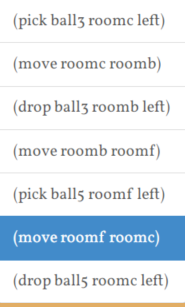 (pick ball3 roomc left)
(move roomc roomb)
(drop ball3 roomb left)
(move roomb roomf)
(pick ball5 roomf left)
(move roomf roomc)
(drop ball5 roomc left)